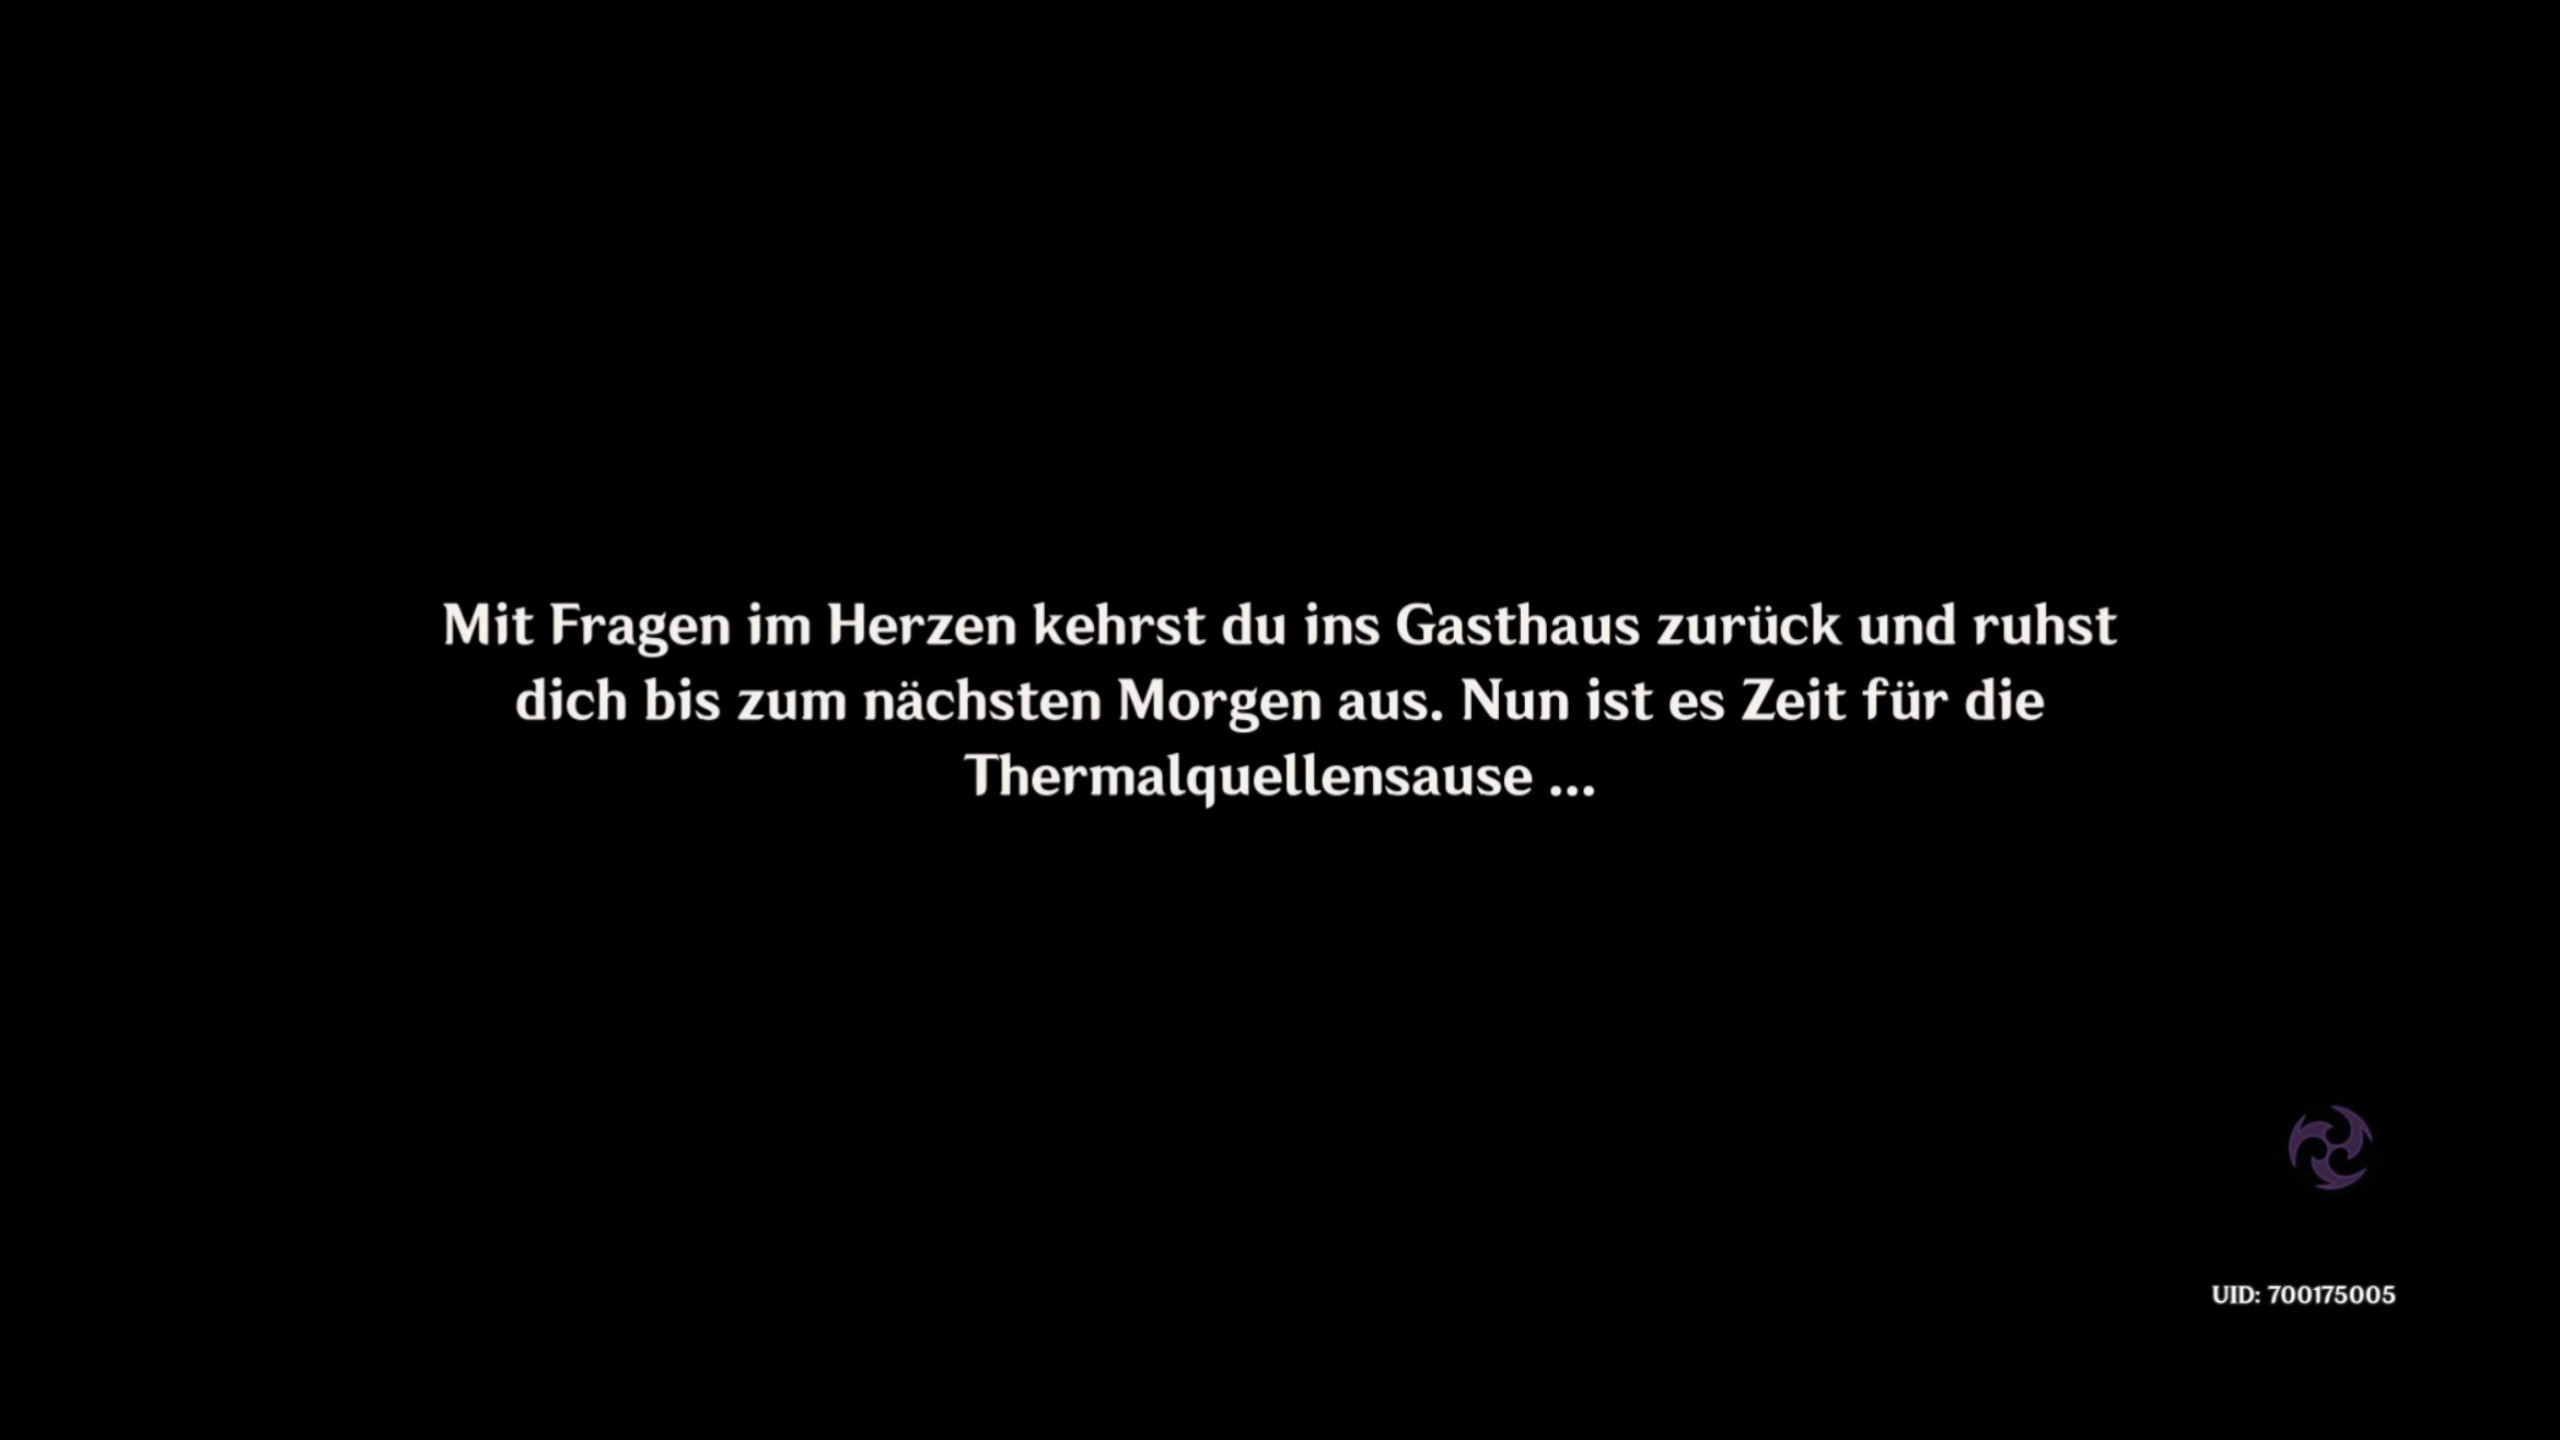 Mit Fragen im Herzen kehrst du ins Gasthaus zurück und ruhst
dich bis zum nächsten Morgen aus. Nun ist es Zeit für die
Thermalquellensause ...
UID: 700175005